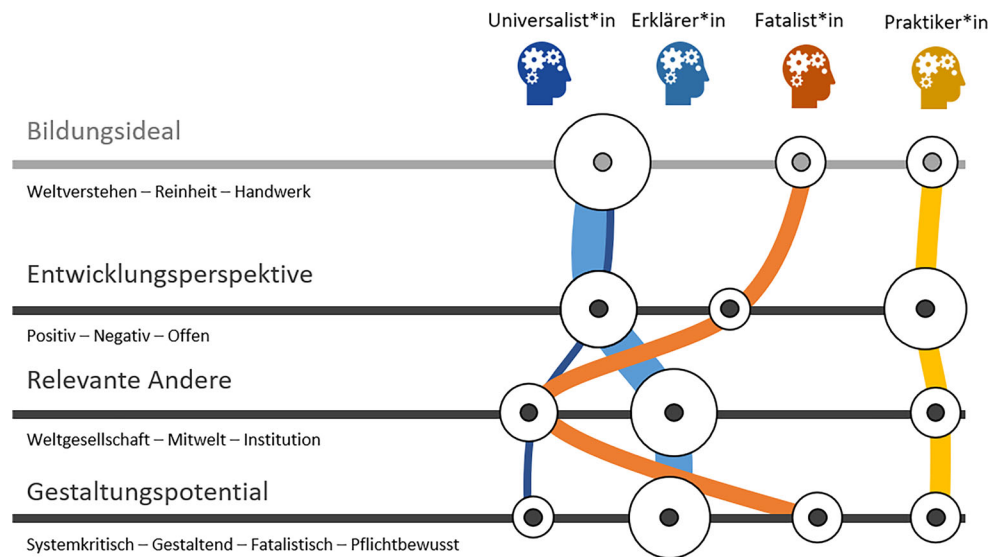 Universalist*in Erklärer*in Fatalist*in Praktiker*in
Bildungsideal
Weltverstehen – Reinheit – Handwerk
Entwicklungsperspektive
Positiv – Negativ – Offen
Relevante Andere
Weltgesellschaft – Mitwelt – Institution
Gestaltungspotential
Systemkritisch – Gestaltend – Fatalistisch – Pflichtbewusst